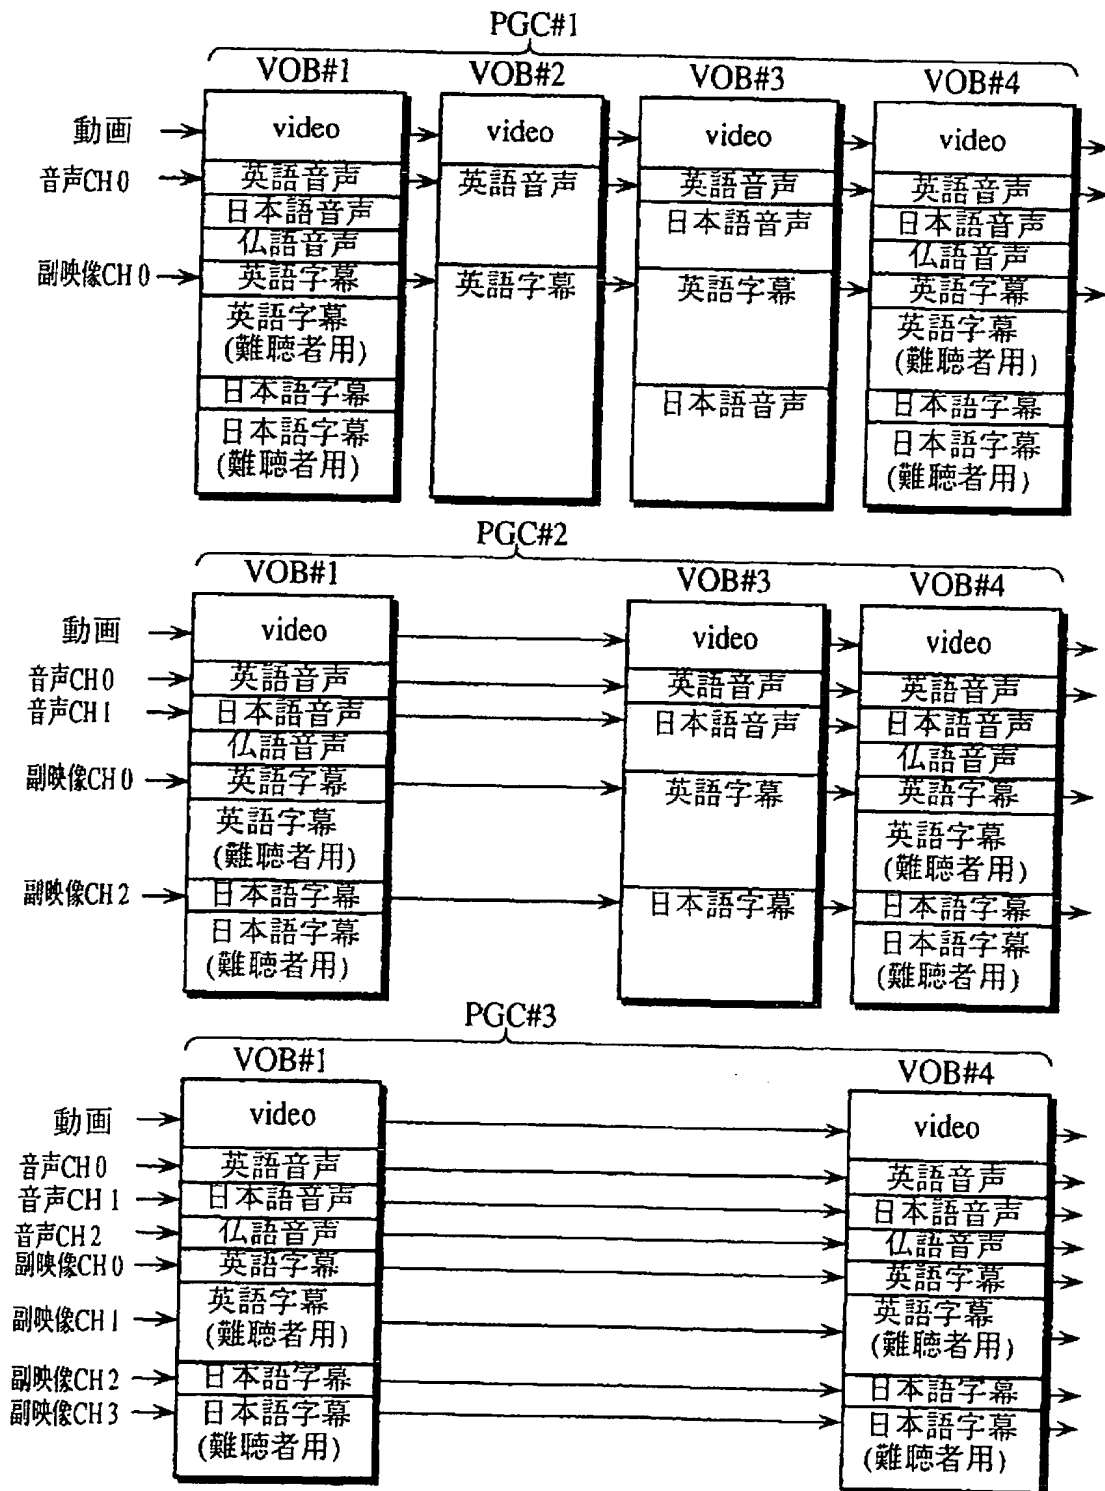 PGC#1
VOB#1 VOB#2 VOB#3 VOB#4
動画 video video video video
音声CH0 英語音声 英語音声 英語音声 英語音声
日本語音声 日本語音声 日本語音声
仏語音声 仏語音声
副映像CH0 英語字幕 英語字幕 英語字幕 英語字幕
英語字幕 英語字幕
(難聴者用) (難聴者用)
日本語字幕 日本語音声 日本語字幕
日本語字幕 日本語字幕
(難聴者用) (難聴者用)
PGC#2
VOB#1 VOB#3 VOB#4
動画 video video video
音声CH0 英語音声 英語音声 英語音声
音声CH1 日本語音声 日本語音声 日本語音声
仏語音声 仏語音声
副映像CH0 英語字幕 英語字幕 英語字幕
英語字幕 英語字幕
(難聴者用) (難聴者用)
副映像CH2 日本語字幕 日本語字幕 日本語字幕
日本語字幕 日本語字幕
(難聴者用) (難聴者用)
PGC#3
VOB#1 VOB#4
動画 video video
音声CH0 英語音声 英語音声
音声CH1 日本語音声 日本語音声
音声CH2 仏語音声 仏語音声
副映像CH0 英語字幕 英語字幕
副映像CH1 英語字幕 英語字幕
(難聴者用) (難聴者用)
副映像CH2 日本語字幕 日本語字幕
副映像CH3 日本語字幕 日本語字幕
(難聴者用) (難聴者用)